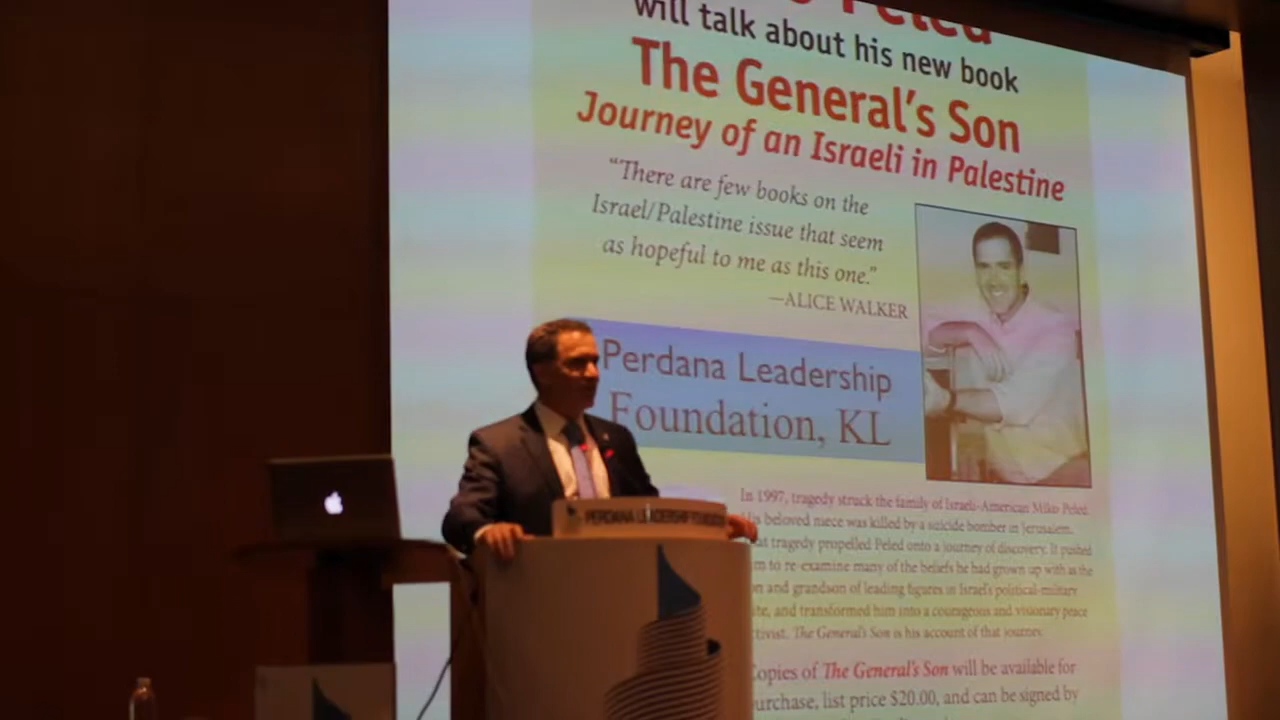 Peled
will talk about his new book
The General's Son
Journey of an Israeli in Palestine
"There are few books on the
Israel/Palestine issue that seem
as hopeful to me as this one."
—ALICE WALKER
Perdana Leadership
Foundation, KL
In 1997, tragedy struck the family of Israeli-American Miko Peled.
His beloved niece was killed by a suicide bomber in Jerusalem.
tragedy propelled Peled onto a journey of discovery. It pushed
to re-examine many of the beliefs he had grown up with as the
and grandson of leading figures in Israel's political-military
and transformed him into a courageous and visionary peace
The General's Son is his account of that journey.
Copies of The General's Son will be available for
purchase, list price $20.00, and can be signed by
PERDANA LEADERSHIP